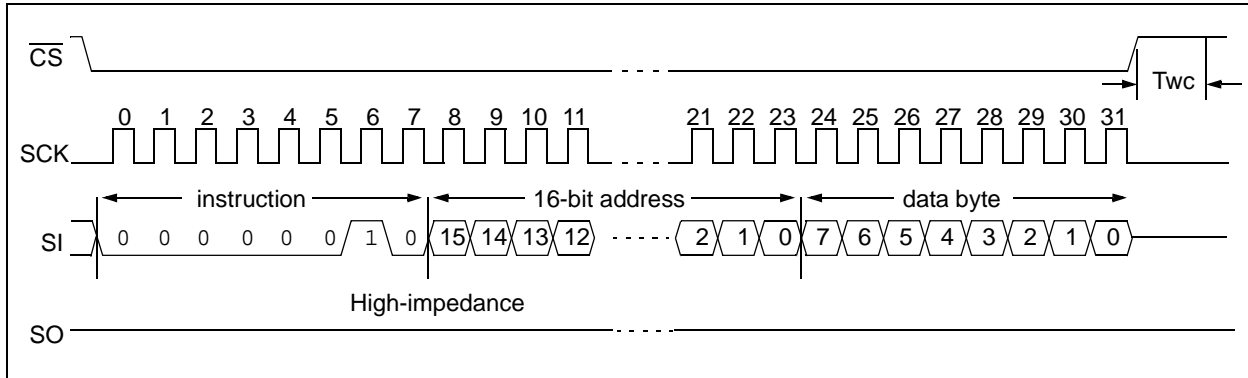 CS
Twc
0 1 2 3 4 5 6 7 8 9 10 11 21 22 23 24 25 26 27 28 29 30 31
SCK
instruction 16-bit address data byte
SI 0 0 0 0 0 0 1 0 15 14 13 12 2 1 0 7 6 5 4 3 2 1 0
High-impedance
SO